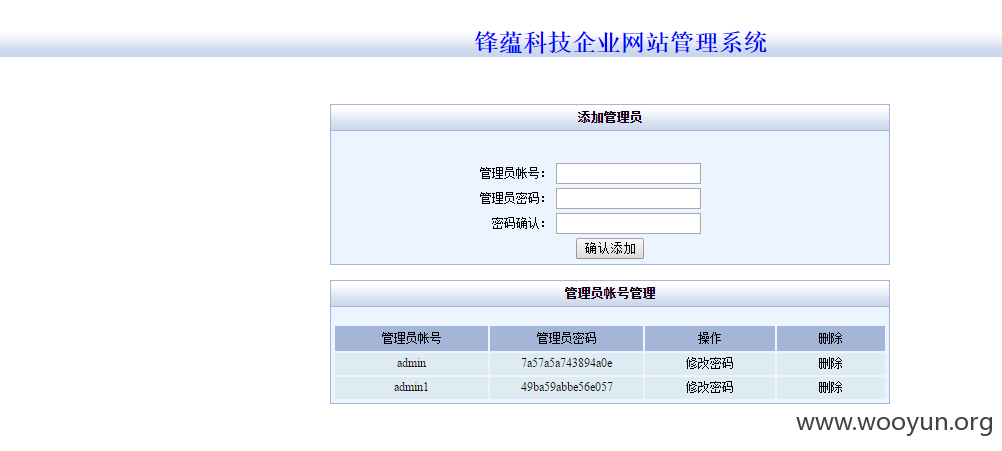 锋蕴科技企业网站管理系统
添加管理员
管理员帐号：
管理员密码：
密码确认：
确认添加
管理员帐号管理
管理员帐号 管理员密码 操作 删除
admin 7a57a5a743894a0e 修改密码 删除
admin1 49ba59abbe56e057 修改密码 删除
www.wooyun.org